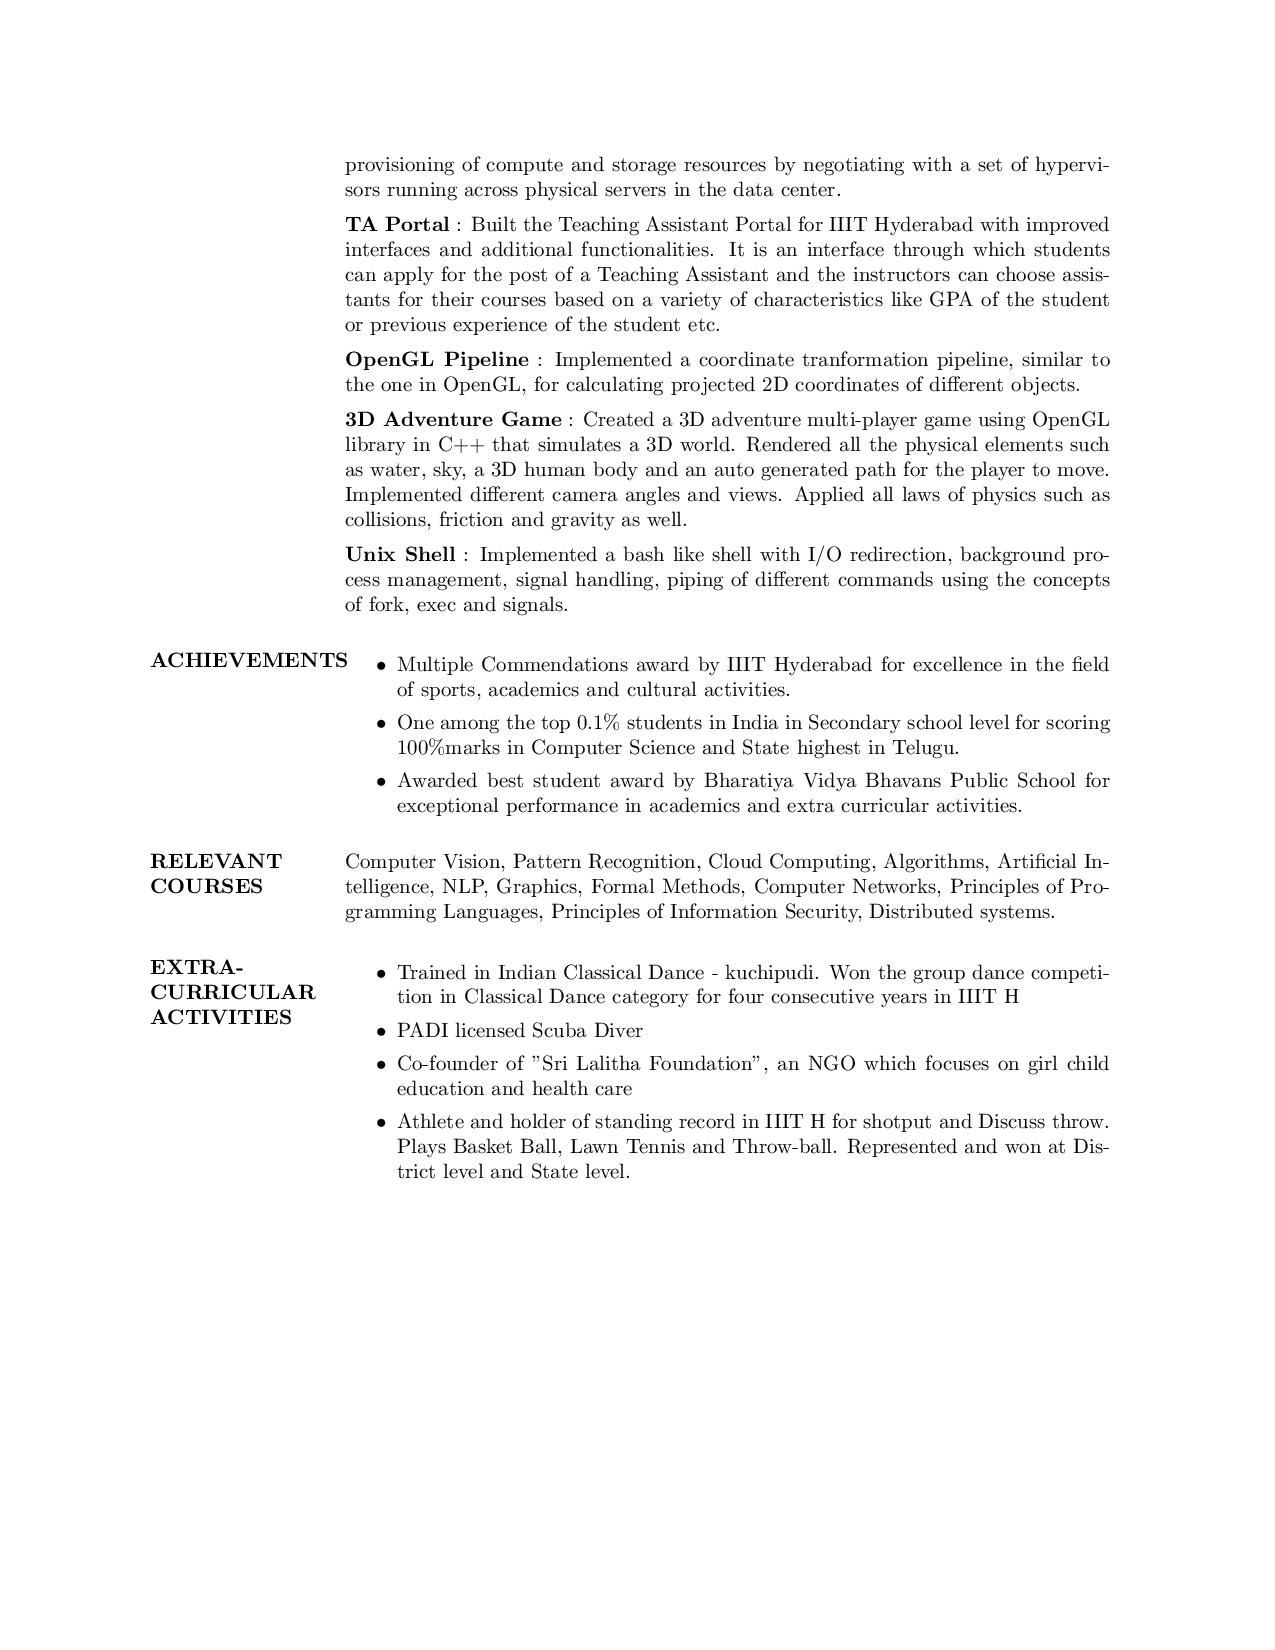 provisioning of compute and storage resources by negotiating with a set of hypervi-
sors running across physical servers in the data center.
TA Portal : Built the Teaching Assistant Portal for IIIT Hyderabad with improved
interfaces and additional functionalities. It is an interface through which students
can apply for the post of a Teaching Assistant and the instructors can choose assis-
tants for their courses based on a variety of characteristics like GPA of the student
or previous experience of the student etc.
OpenGL Pipeline : Implemented a coordinate tranformation pipeline, similar to
the one in OpenGL, for calculating projected 2D coordinates of different objects.
3D Adventure Game : Created a 3D adventure multi-player game using OpenGL
library in C++ that simulates a 3D world. Rendered all the physical elements such
as water, sky, a 3D human body and an auto generated path for the player to move.
Implemented different camera angles and views. Applied all laws of physics such as
collisions, friction and gravity as well.
Unix Shell : Implemented a bash like shell with I/O redirection, background pro-
cess management, signal handling, piping of different commands using the concepts
of fork, exec and signals.
ACHIEVEMENTS
• Multiple Commendations award by IIIT Hyderabad for excellence in the field
of sports, academics and cultural activities.
• One among the top 0.1% students in India in Secondary school level for scoring
100%marks in Computer Science and State highest in Telugu.
• Awarded best student award by Bharatiya Vidya Bhavans Public School for
exceptional performance in academics and extra curricular activities.
RELEVANT
COURSES
Computer Vision, Pattern Recognition, Cloud Computing, Algorithms, Artificial In-
telligence, NLP, Graphics, Formal Methods, Computer Networks, Principles of Pro-
gramming Languages, Principles of Information Security, Distributed systems.
EXTRA-
CURRICULAR
ACTIVITIES
• Trained in Indian Classical Dance - kuchipudi. Won the group dance competi-
tion in Classical Dance category for four consecutive years in IIIT H
• PADI licensed Scuba Diver
• Co-founder of ”Sri Lalitha Foundation”, an NGO which focuses on girl child
education and health care
• Athlete and holder of standing record in IIIT H for shotput and Discuss throw.
Plays Basket Ball, Lawn Tennis and Throw-ball. Represented and won at Dis-
trict level and State level.